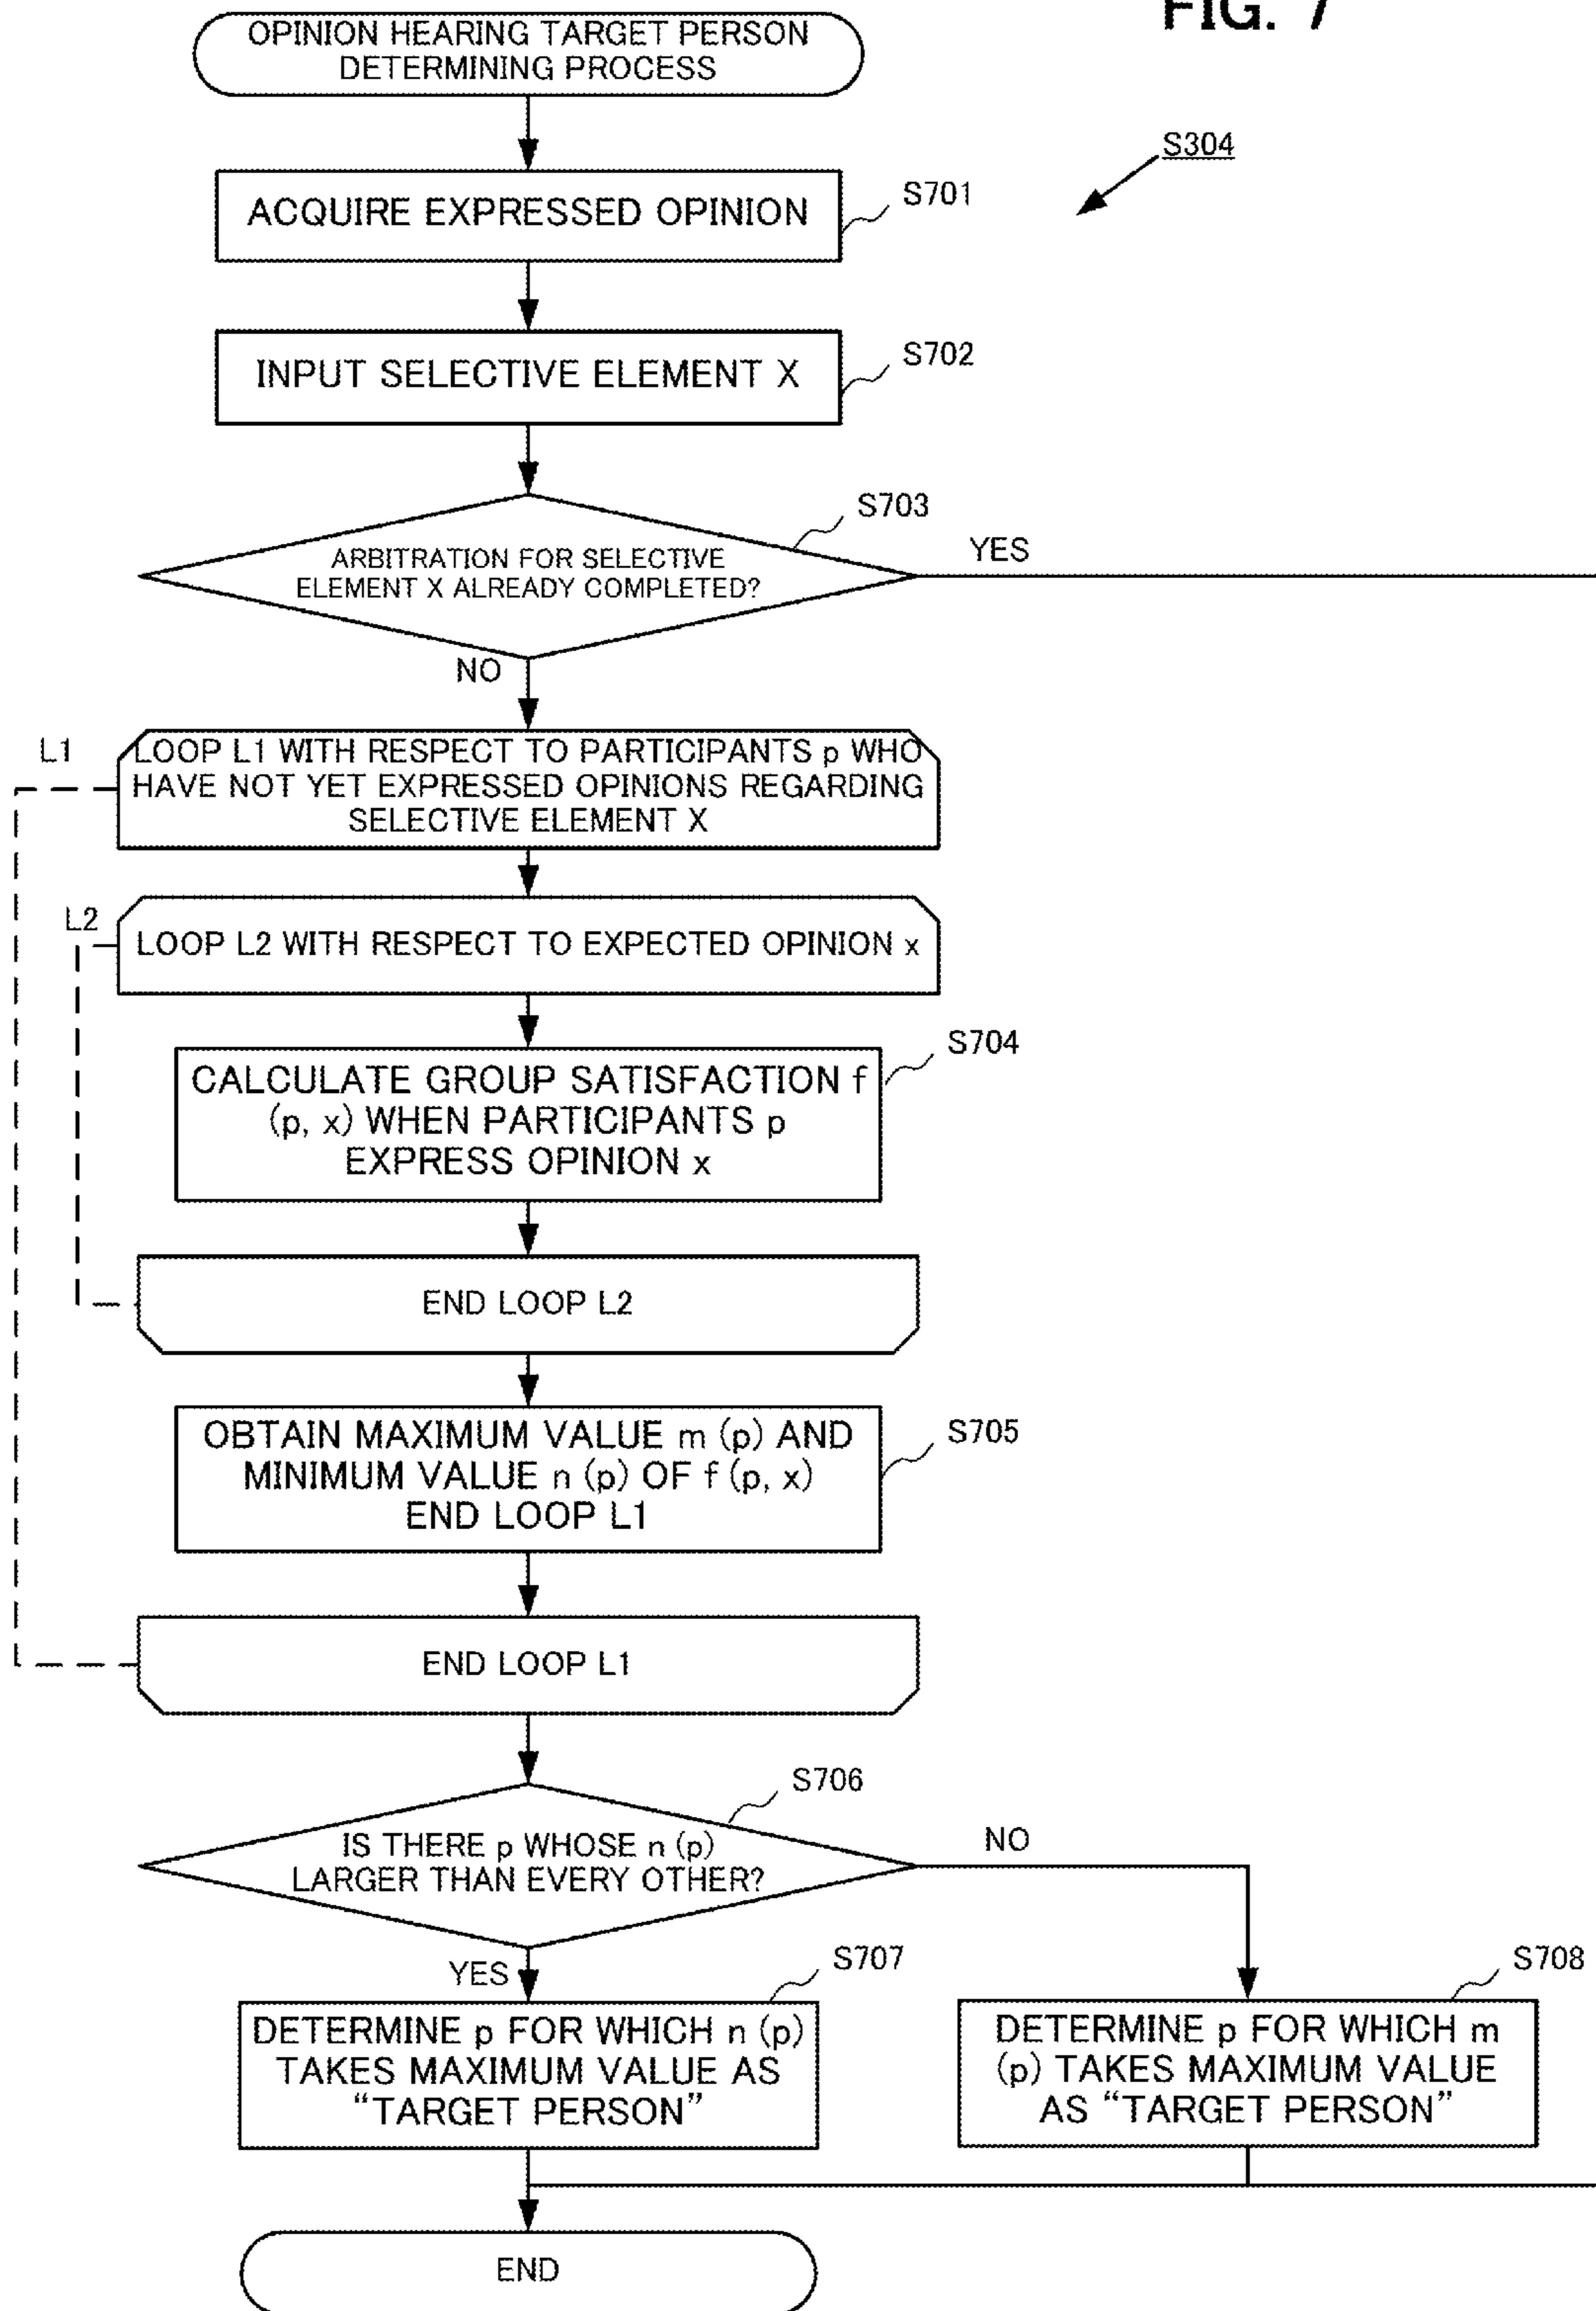 FIG. 7
OPINION HEARING TARGET PERSON
DETERMINING PROCESS
S304
ACQUIRE EXPRESSED OPINION
S701
INPUT SELECTIVE ELEMENT X
S702
S703
ARBITRATION FOR SELECTIVE
ELEMENT X ALREADY COMPLETED?
YES
NO
L1
LOOP L1 WITH RESPECT TO PARTICIPANTS p WHO
HAVE NOT YET EXPRESSED OPINIONS REGARDING
SELECTIVE ELEMENT X
L2
LOOP L2 WITH RESPECT TO EXPECTED OPINION x
S704
CALCULATE GROUP SATISFACTION f
(p, x) WHEN PARTICIPANTS p
EXPRESS OPINION x
END LOOP L2
S705
OBTAIN MAXIMUM VALUE m (p) AND
MINIMUM VALUE n (p) OF f (p, x)
END LOOP L1
END LOOP L1
S706
IS THERE p WHOSE n (p)
LARGER THAN EVERY OTHER?
NO
YES
S707
DETERMINE p FOR WHICH n (p)
TAKES MAXIMUM VALUE AS
“TARGET PERSON”
S708
DETERMINE p FOR WHICH m
(p) TAKES MAXIMUM VALUE
AS “TARGET PERSON”
END